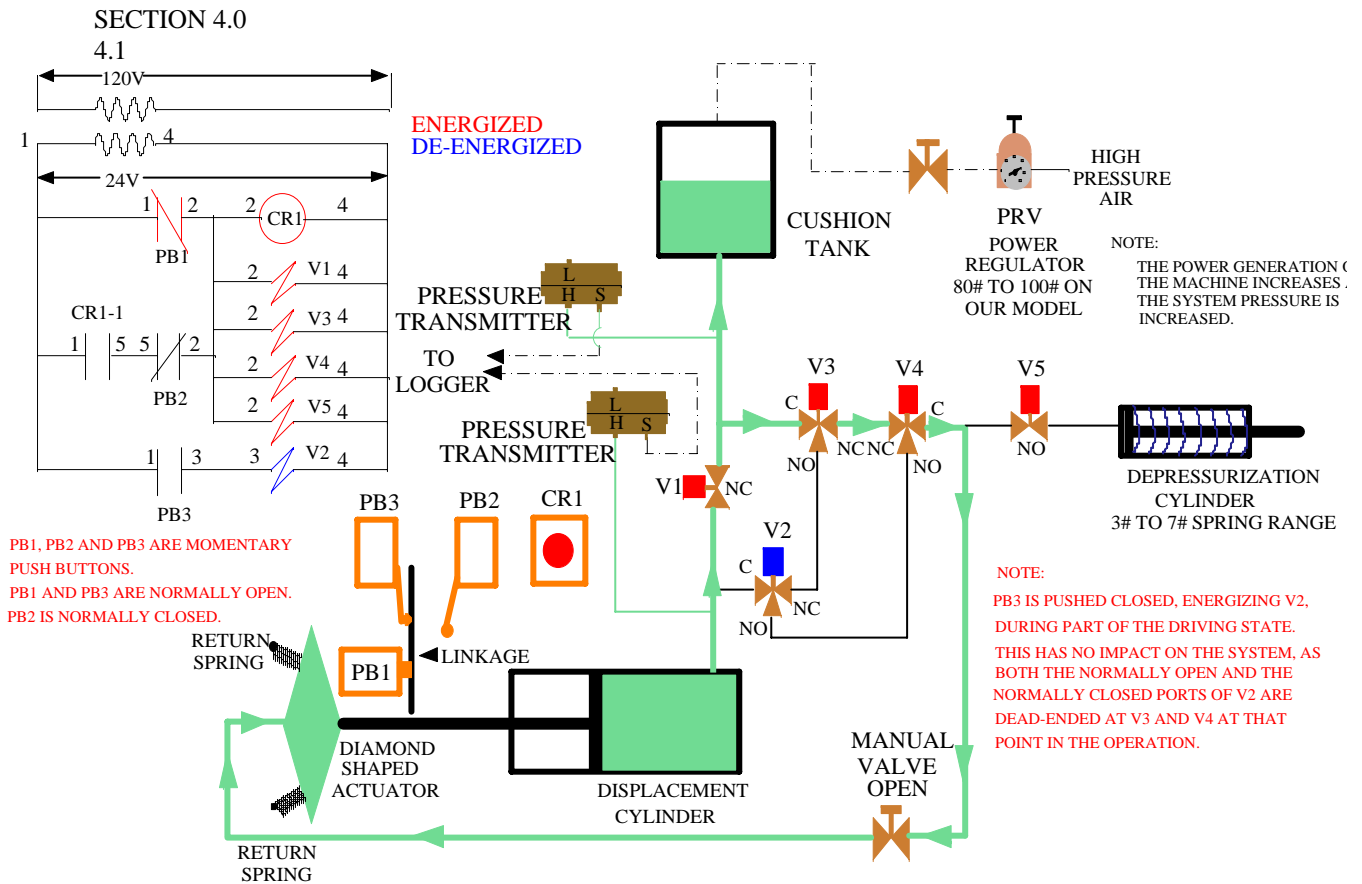 SECTION 4.0
4.1
120V
1
4
24V
ENERGIZED
DE-ENERGIZED
1
2
2
CR1
4
PB1
2
V1
4
CR1-1
2
V3
4
1
5
5
2
2
V4
4
PB2
2
V5
4
1
3
3
V2
4
PB3
PB1, PB2 AND PB3 ARE MOMENTARY
PUSH BUTTONS.
PB1 AND PB3 ARE NORMALLY OPEN.
PB2 IS NORMALLY CLOSED.
CUSHION
TANK
PRV
POWER
REGULATOR
80# TO 100# ON
OUR MODEL
HIGH
PRESSURE
AIR
NOTE:
THE POWER GENERATION O
THE MACHINE INCREASES A
THE SYSTEM PRESSURE IS
INCREASED.
PRESSURE
TRANSMITTER
L
H
S
TO
LOGGER
PRESSURE
TRANSMITTER
L
H
S
V3
C
NC
NO
V4
NC
C
NO
V5
NO
V1
NC
V2
C
NC
NO
DEPRESSURIZATION
CYLINDER
3# TO 7# SPRING RANGE
PB3
PB2
CR1
PB1
LINKAGE
RETURN
SPRING
DIAMOND
SHAPED
ACTUATOR
RETURN
SPRING
DISPLACEMENT
CYLINDER
MANUAL
VALVE
OPEN
NOTE:
PB3 IS PUSHED CLOSED, ENERGIZING V2,
DURING PART OF THE DRIVING STATE.
THIS HAS NO IMPACT ON THE SYSTEM, AS
BOTH THE NORMALLY OPEN AND THE
NORMALLY CLOSED PORTS OF V2 ARE
DEAD-ENDED AT V3 AND V4 AT THAT
POINT IN THE OPERATION.